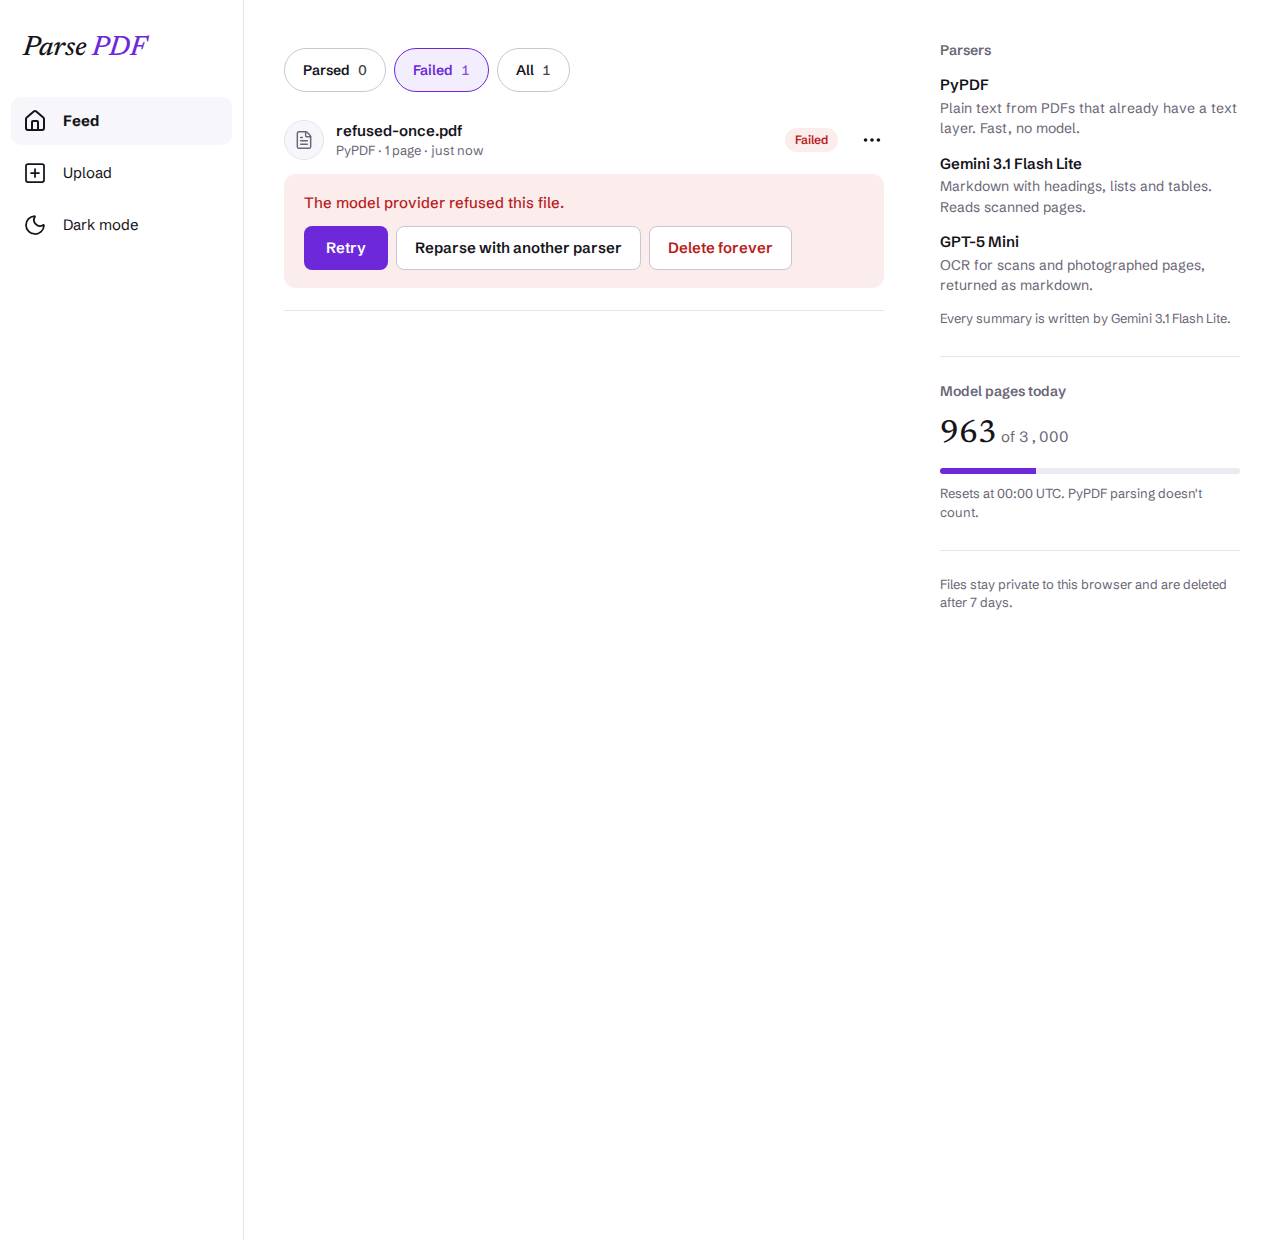 Parse PDF
Feed
Upload
Dark mode
Parsed 0
Failed 1
All 1
refused-once.pdf
PyPDF · 1 page · just now
Failed
The model provider refused this file.
Retry
Reparse with another parser
Delete forever
Parsers
PyPDF
Plain text from PDFs that already have a text
layer. Fast, no model.
Gemini 3.1 Flash Lite
Markdown with headings, lists and tables.
Reads scanned pages.
GPT-5 Mini
OCR for scans and photographed pages,
returned as markdown.
Every summary is written by Gemini 3.1 Flash Lite.
Model pages today
963 of 3,000
Resets at 00:00 UTC. PyPDF parsing doesn't
count.
Files stay private to this browser and are deleted
after 7 days.